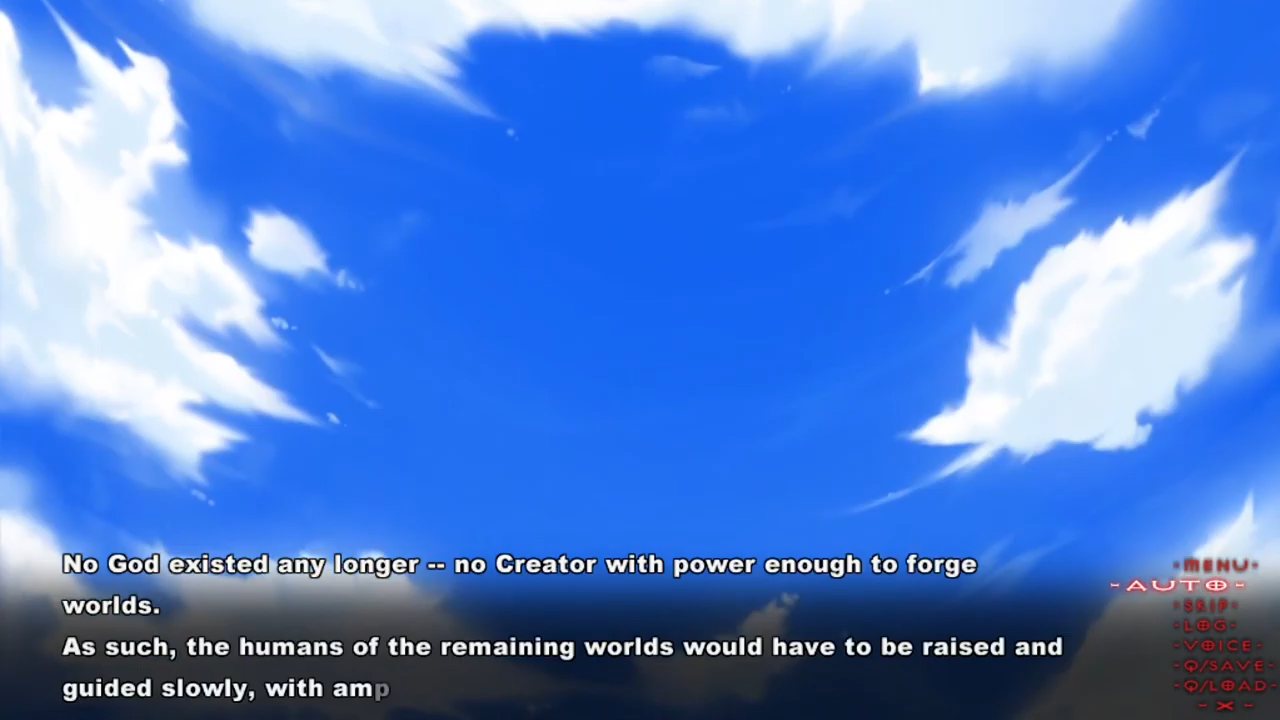 No God existed any longer -- no Creator with power enough to forge
worlds.
As such, the humans of the remaining worlds would have to be raised and
guided slowly, with amp
MENU
AUTO
SKIP
LOG
VOICE
Q/SAVE
Q/LOAD
×